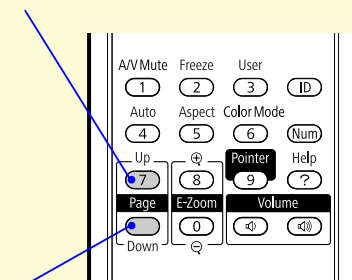 A/V Mute Freeze User
1 2 3 ID
Auto Aspect Color Mode
4 5 6 Num
Up Pointer Help
7 8 9 ?
Page E-Zoom Volume
0
Down